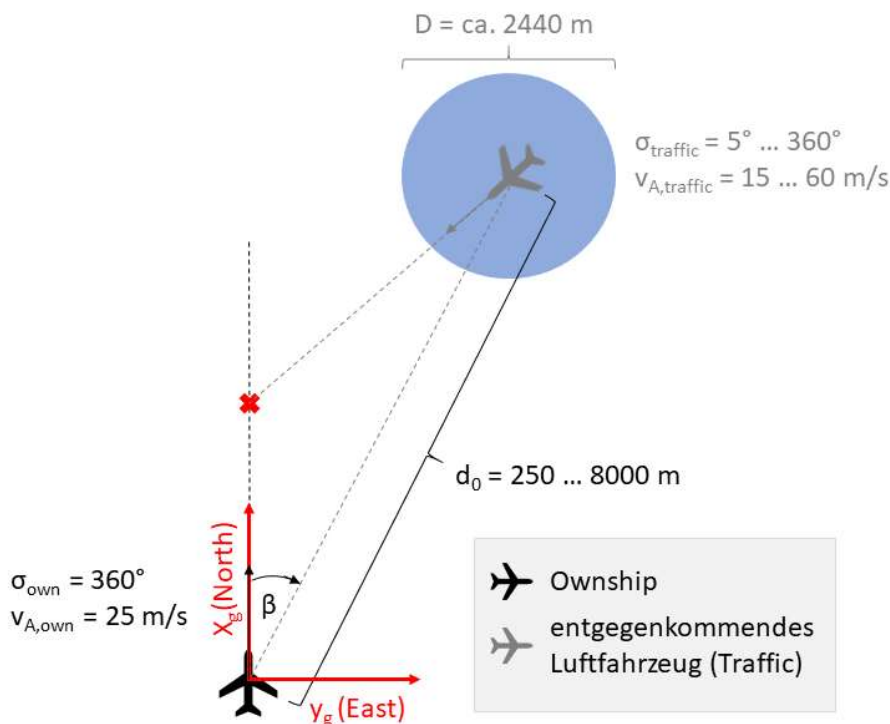 D = ca. 2440 m
σtraffic = 5° ... 360°
vA,traffic = 15 ... 60 m/s
d0 = 250 ... 8000 m
σown = 360°
vA,own = 25 m/s
Xg (North)
β
yg (East)
Ownship
entgegenkommendes
Luftfahrzeug (Traffic)